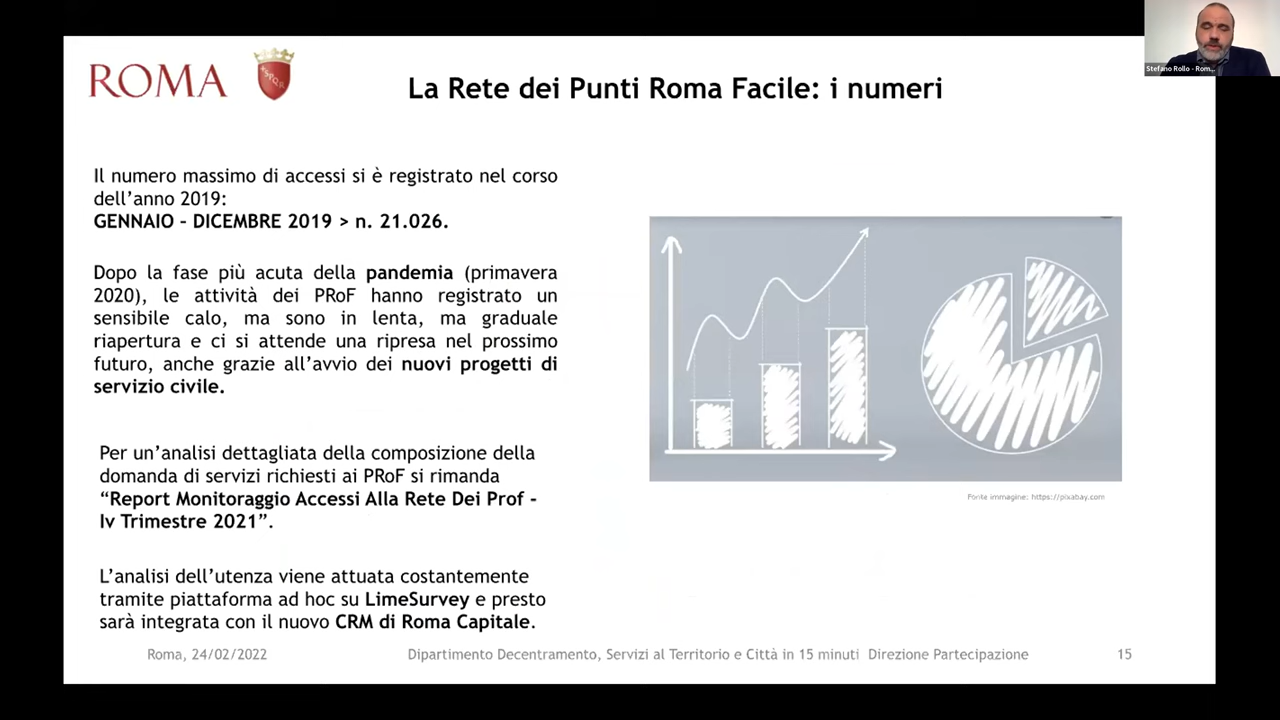 Stefano Rollo - Rom...
ROMA
La Rete dei Punti Roma Facile: i numeri
Il numero massimo di accessi si è registrato nel corso
dell'anno 2019:
GENNAIO – DICEMBRE 2019 > n. 21.026.
Dopo la fase più acuta della pandemia (primavera
2020), le attività dei PRoF hanno registrato un
sensibile calo, ma sono in lenta, ma graduale
riapertura e ci si attende una ripresa nel prossimo
futuro, anche grazie all'avvio dei nuovi progetti di
servizio civile.
Per un'analisi dettagliata della composizione della
domanda di servizi richiesti ai PRoF si rimanda
“Report Monitoraggio Accessi Alla Rete Dei Prof -
Iv Trimestre 2021”.
L'analisi dell'utenza viene attuata costantemente
tramite piattaforma ad hoc su LimeSurvey e presto
sarà integrata con il nuovo CRM di Roma Capitale.
Fonte immagine: https://pixabay.com
Roma, 24/02/2022
Dipartimento Decentramento, Servizi al Territorio e Città in 15 minuti Direzione Partecipazione
15